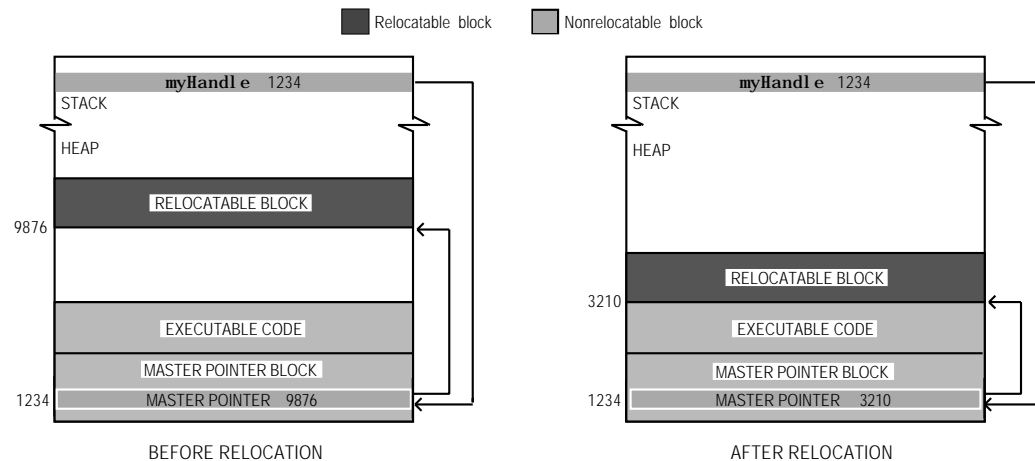 Relocatable block Nonrelocatable block
myHandle 1234
STACK
HEAP
RELOCATABLE BLOCK
9876
EXECUTABLE CODE
MASTER POINTER BLOCK
1234 MASTER POINTER 9876
BEFORE RELOCATION
myHandle 1234
STACK
HEAP
RELOCATABLE BLOCK
3210
EXECUTABLE CODE
MASTER POINTER BLOCK
1234 MASTER POINTER 3210
AFTER RELOCATION